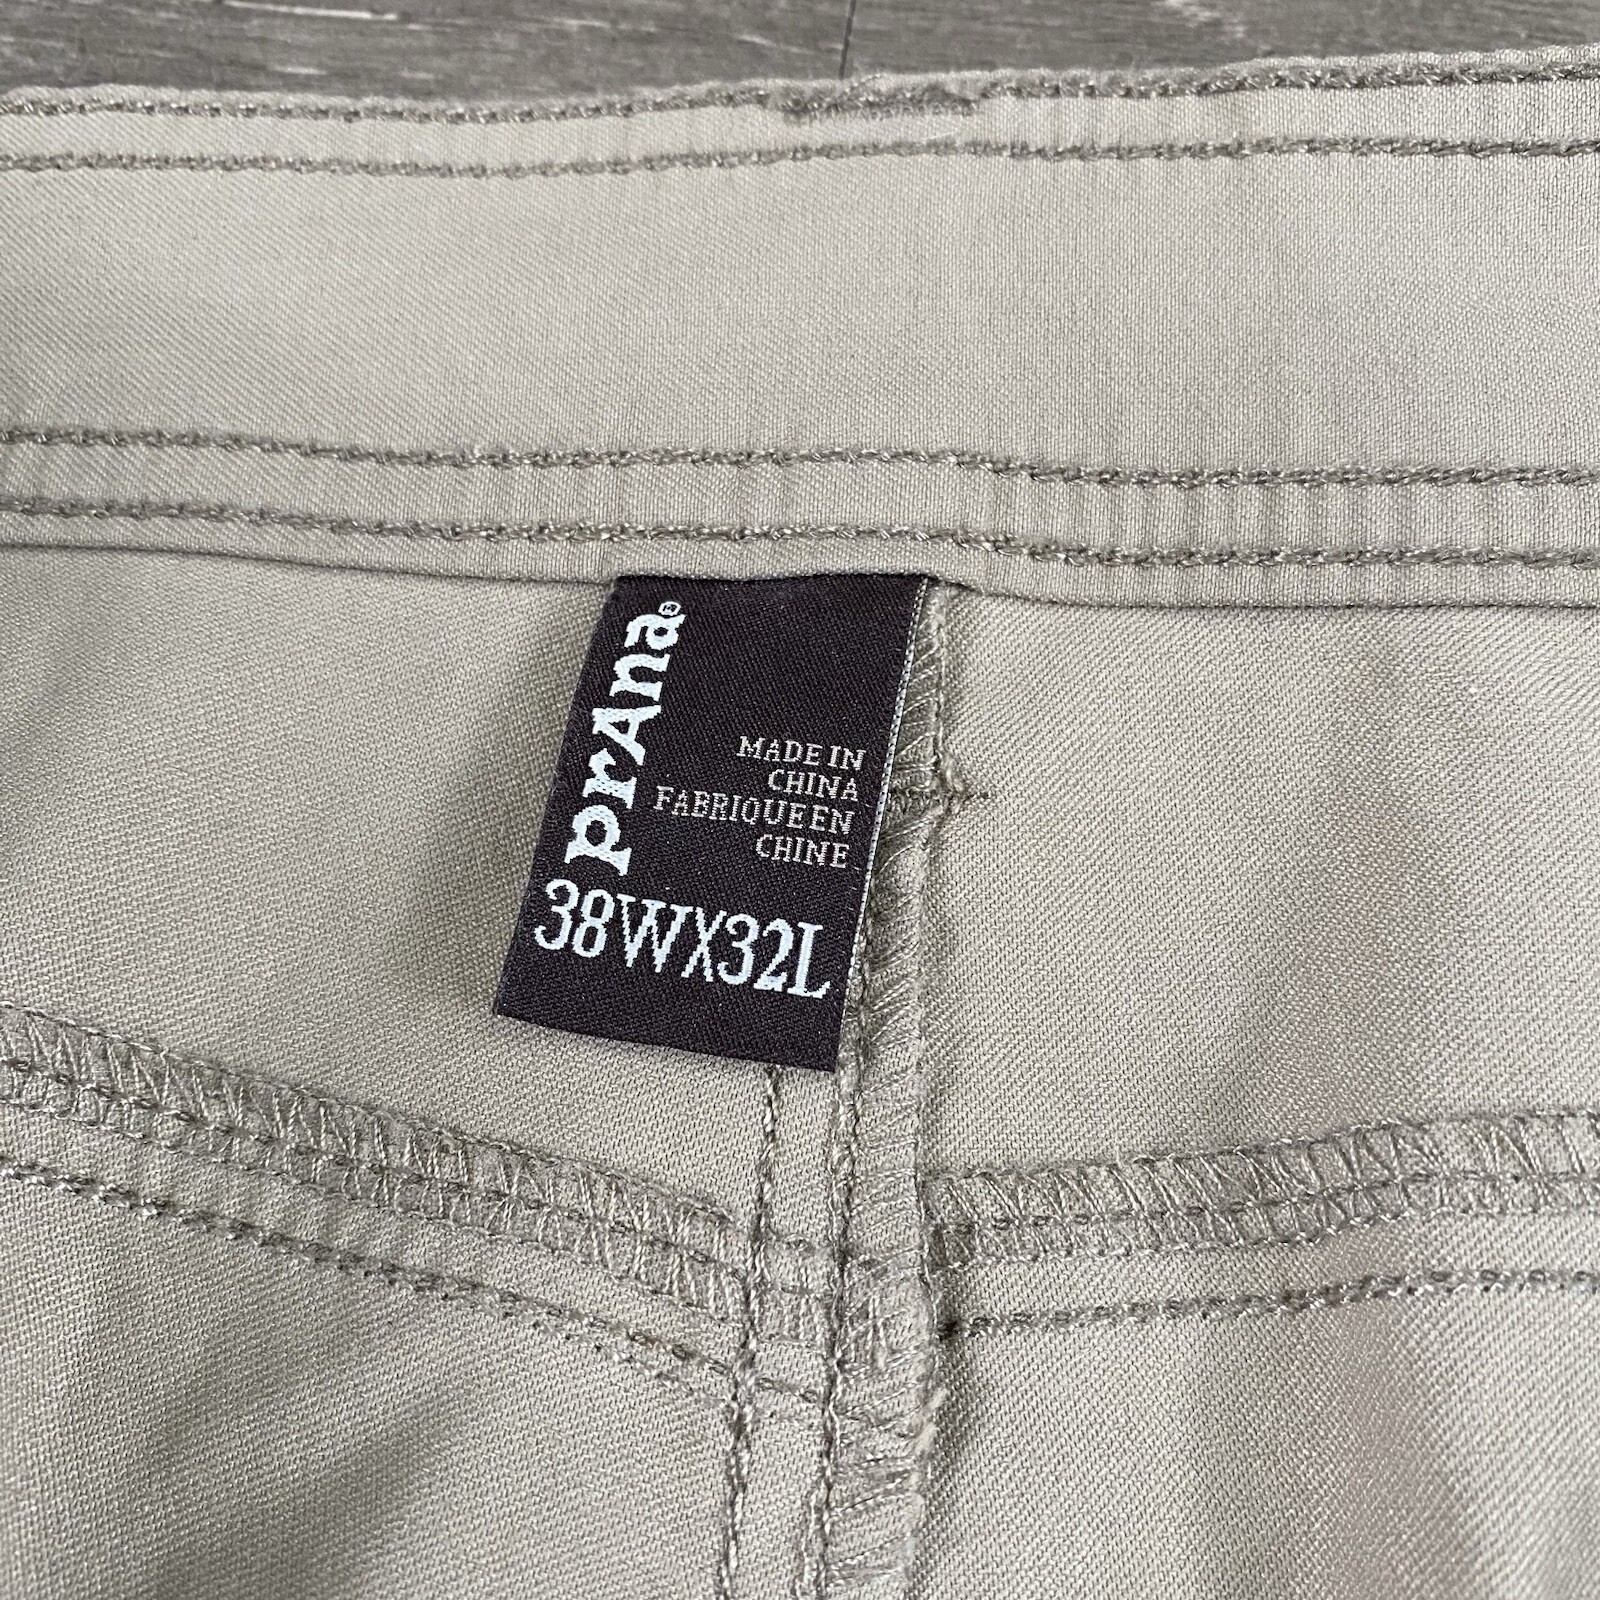 prAna®
MADE IN
CHINA
FABRIQUE EN
CHINE
38WX32L